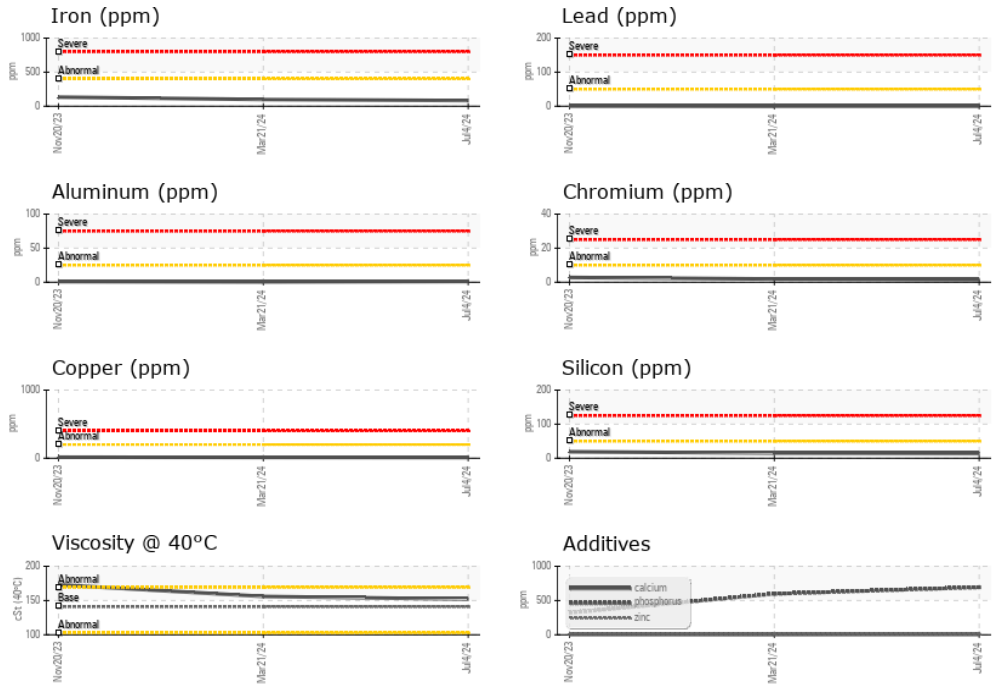 Iron (ppm)
1000
Severe
ppm
500
Abnormal
0
Nov20/23
Mar21/24
Jul4/24
Lead (ppm)
200
Severe
ppm
100
Abnormal
0
Nov20/23
Mar21/24
Jul4/24
Aluminum (ppm)
100
Severe
ppm
50
Abnormal
0
Nov20/23
Mar21/24
Jul4/24
Chromium (ppm)
40
Severe
ppm
20
Abnormal
0
Nov20/23
Mar21/24
Jul4/24
Copper (ppm)
1000
ppm
500
Severe
Abnormal
0
Nov20/23
Mar21/24
Jul4/24
Silicon (ppm)
200
Severe
ppm
100
Abnormal
0
Nov20/23
Mar21/24
Jul4/24
Viscosity @ 40°C
200
Abnormal
cSt (40°C)
150
Base
Abnormal
100
Nov20/23
Mar21/24
Jul4/24
Additives
1000
calcium
ppm
500
phosphorus
zinc
0
Nov20/23
Mar21/24
Jul4/24